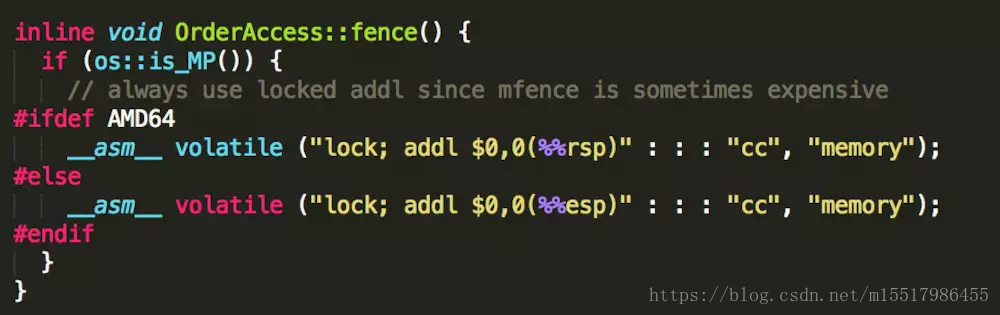 inline void OrderAccess::fence() {
  if (os::is_MP()) {
    // always use locked addl since mfence is sometimes expensive
#ifdef AMD64
    __asm__ volatile ("lock; addl $0,0(%%rsp)" : : : "cc", "memory");
#else
    __asm__ volatile ("lock; addl $0,0(%%esp)" : : : "cc", "memory");
#endif
  }
}
https://blog.csdn.net/m15517986455